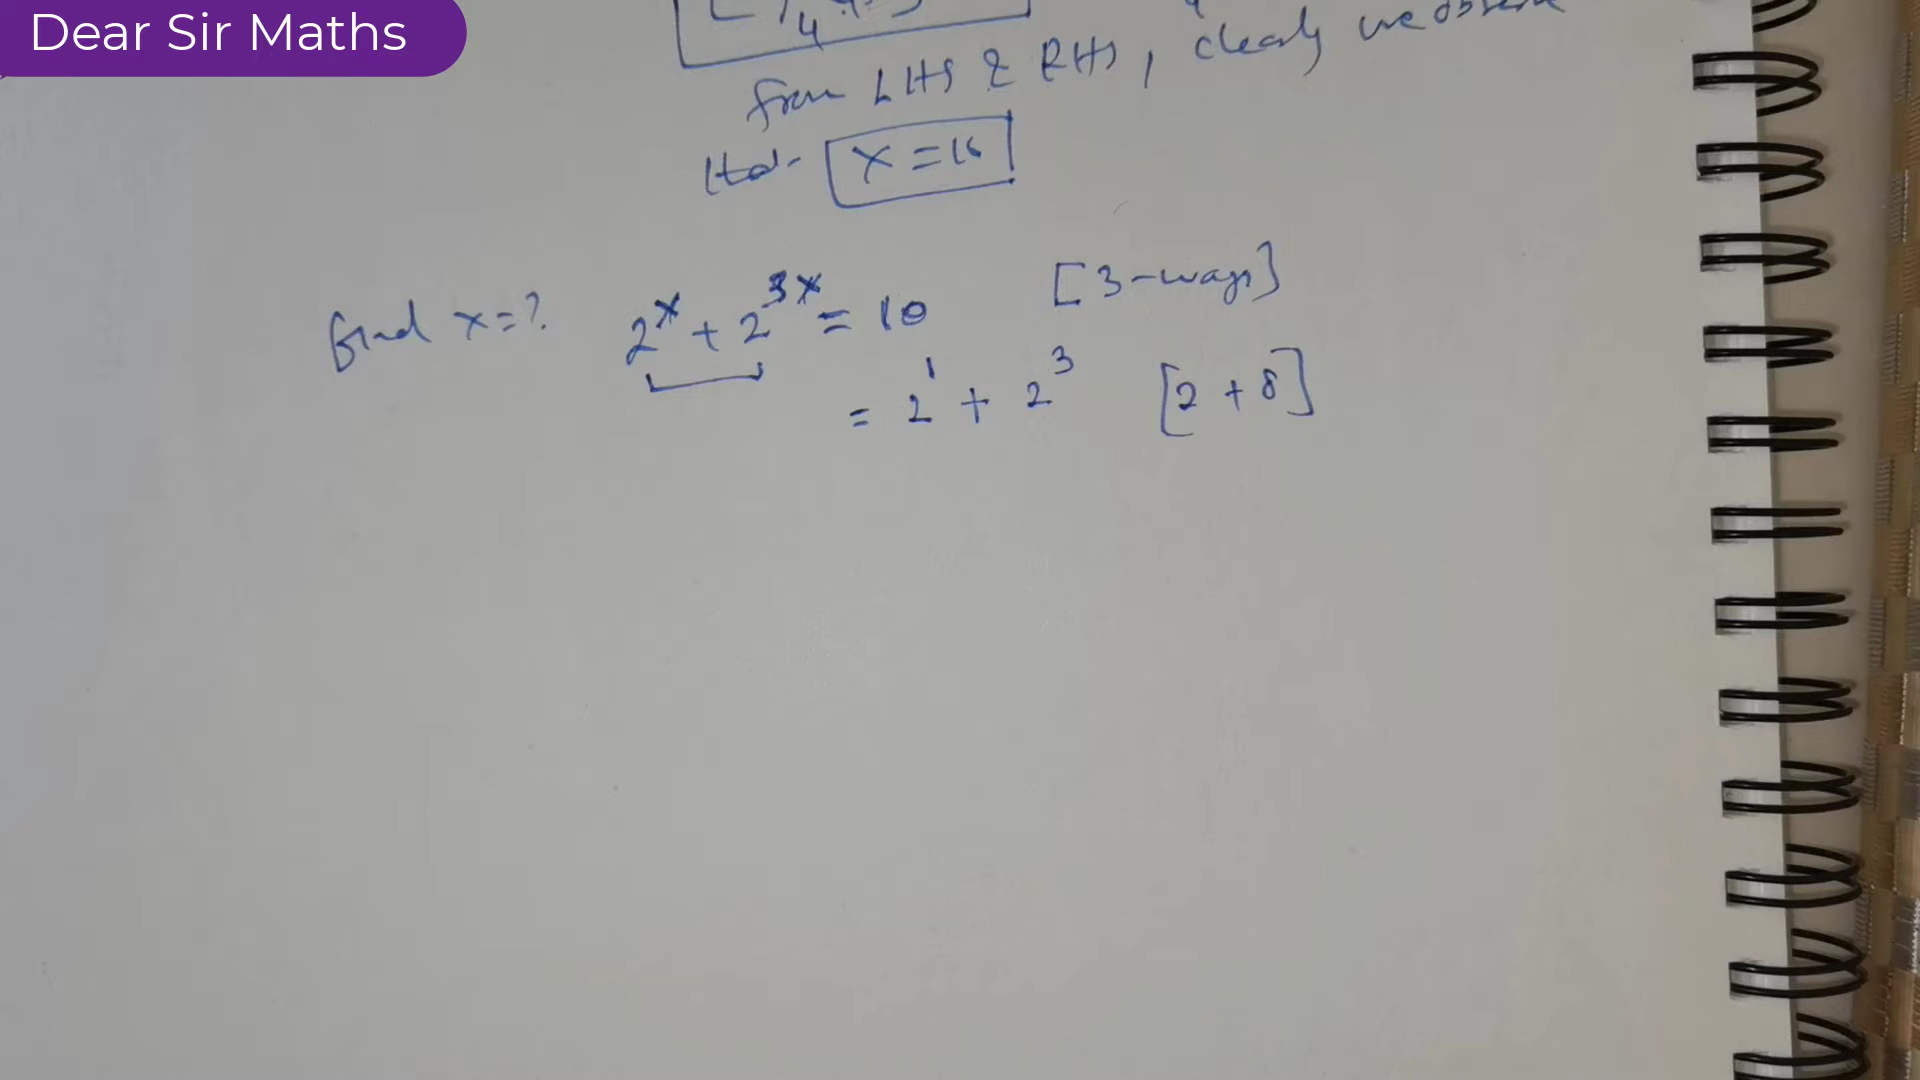 Dear Sir Maths
from LHS & RHS, clearly we observe
that x = 16
find x = ? 2^x + 2^3x = 10 [3-ways]
= 2^1 + 2^3 [2 + 8]